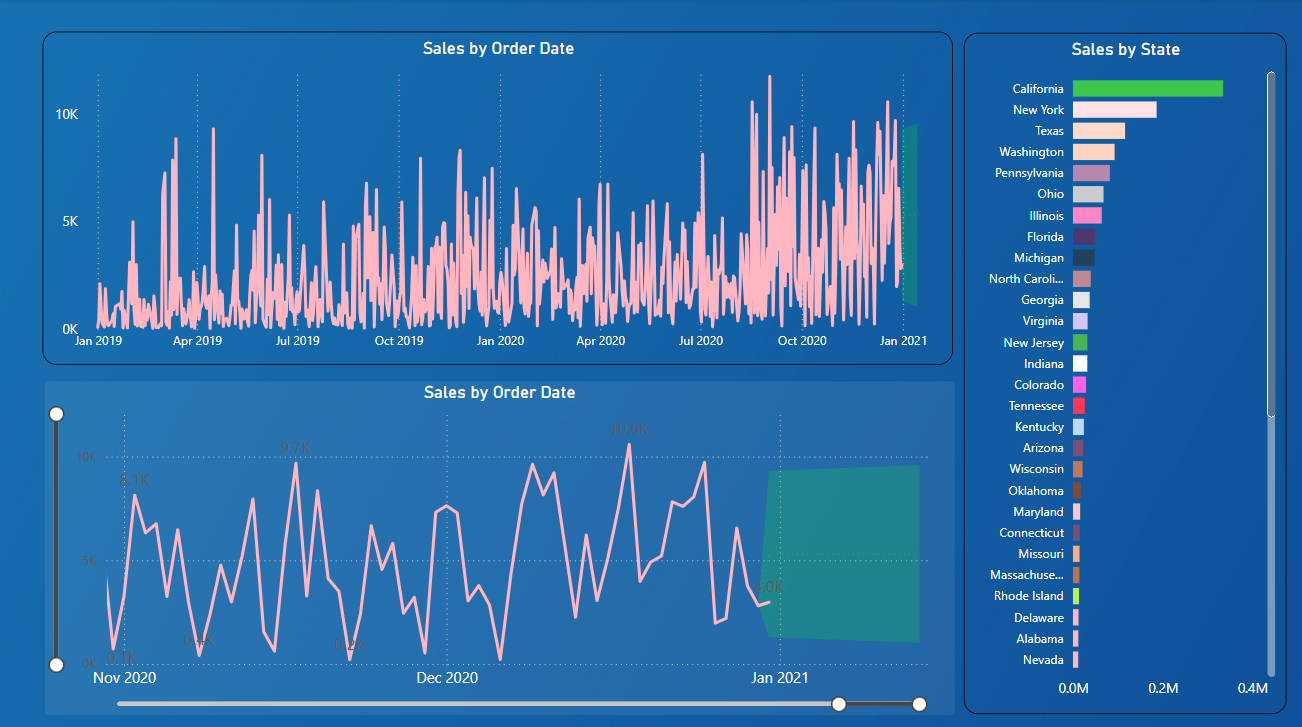 Sales by Order Date
10K
5K
0K
Jan 2019 Apr 2019 Jul 2019 Oct 2019 Jan 2020 Apr 2020 Jul 2020 Oct 2020 Jan 2021
Sales by Order Date
10.6K
9.7K
10K
8.1K
5K
3.0K
0.4K
0.2K
0.1K
0K
Nov 2020 Dec 2020 Jan 2021
Sales by State
California
New York
Texas
Washington
Pennsylvania
Ohio
Illinois
Florida
Michigan
North Caroli...
Georgia
Virginia
New Jersey
Indiana
Colorado
Tennessee
Kentucky
Arizona
Wisconsin
Oklahoma
Maryland
Connecticut
Missouri
Massachuse...
Rhode Island
Delaware
Alabama
Nevada
0.0M 0.2M 0.4M